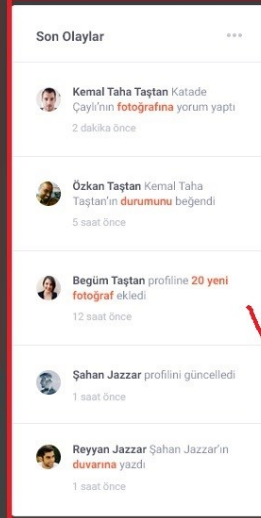 Son Olaylar
Kemal Taha Taştan Katade
Çaylı'nın fotoğrafına yorum yaptı
2 dakika önce
Özkan Taştan Kemal Taha
Taştan'ın durumunu beğendi
5 saat önce
Begüm Taştan profiline 20 yeni
fotoğraf ekledi
12 saat önce
Şahan Jazzar profilini güncelledi
1 saat önce
Reyyan Jazzar Şahan Jazzar'ın
duvarına yazdı
1 saat önce